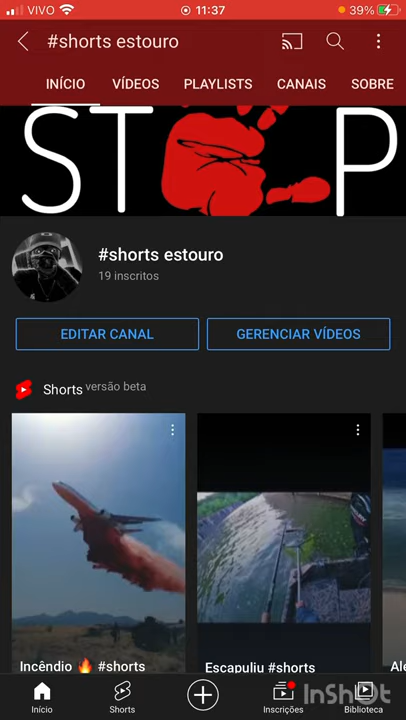 VIVO 11:37 39%
#shorts estouro
INÍCIO VÍDEOS PLAYLISTS CANAIS SOBRE
ST P
#shorts estouro
19 inscritos
EDITAR CANAL GERENCIAR VÍDEOS
Shorts versão beta
Incêndio 🔥 #shorts Escapuliu #shorts Ale
Início Shorts Inscrições Biblioteca
InShot